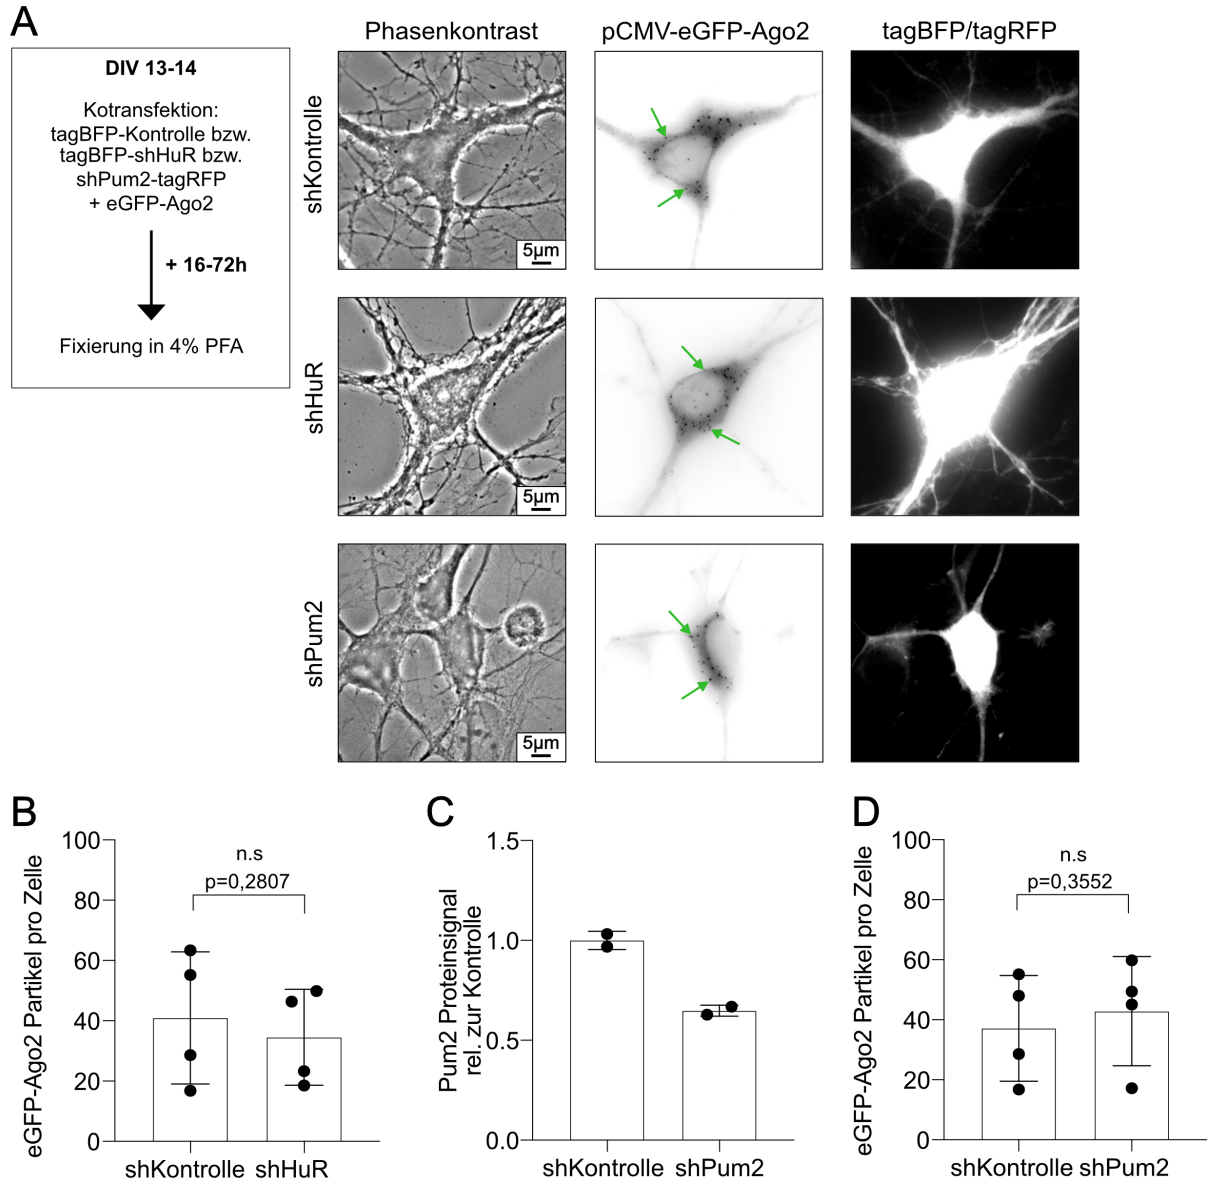 A
DIV 13-14
Kotransfektion:
tagBFP-Kontrolle bzw.
tagBFP-shHuR bzw.
shPum2-tagRFP
+ eGFP-Ago2
+ 16-72h
Fixierung in 4% PFA
Phasenkontrast
pCMV-eGFP-Ago2
tagBFP/tagRFP
shKontrolle
5µm
shHuR
5µm
shPum2
5µm
B
eGFP-Ago2 Partikel pro Zelle
100
80
60
40
20
0
n.s
p=0,2807
shKontrolle
shHuR
C
Pum2 Proteinsignal
rel. zur Kontrolle
1.5
1.0
0.5
0.0
shKontrolle
shPum2
D
eGFP-Ago2 Partikel pro Zelle
100
80
60
40
20
0
n.s
p=0,3552
shKontrolle
shPum2